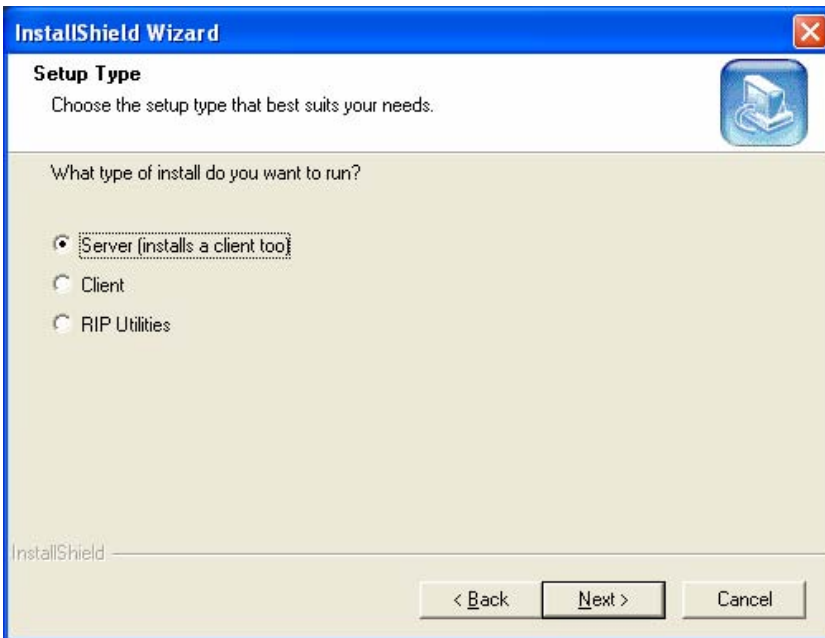 InstallShield Wizard
Setup Type
Choose the setup type that best suits your needs.
What type of install do you want to run?
Server (installs a client too)
Client
RIP Utilities
InstallShield
< Back
Next >
Cancel